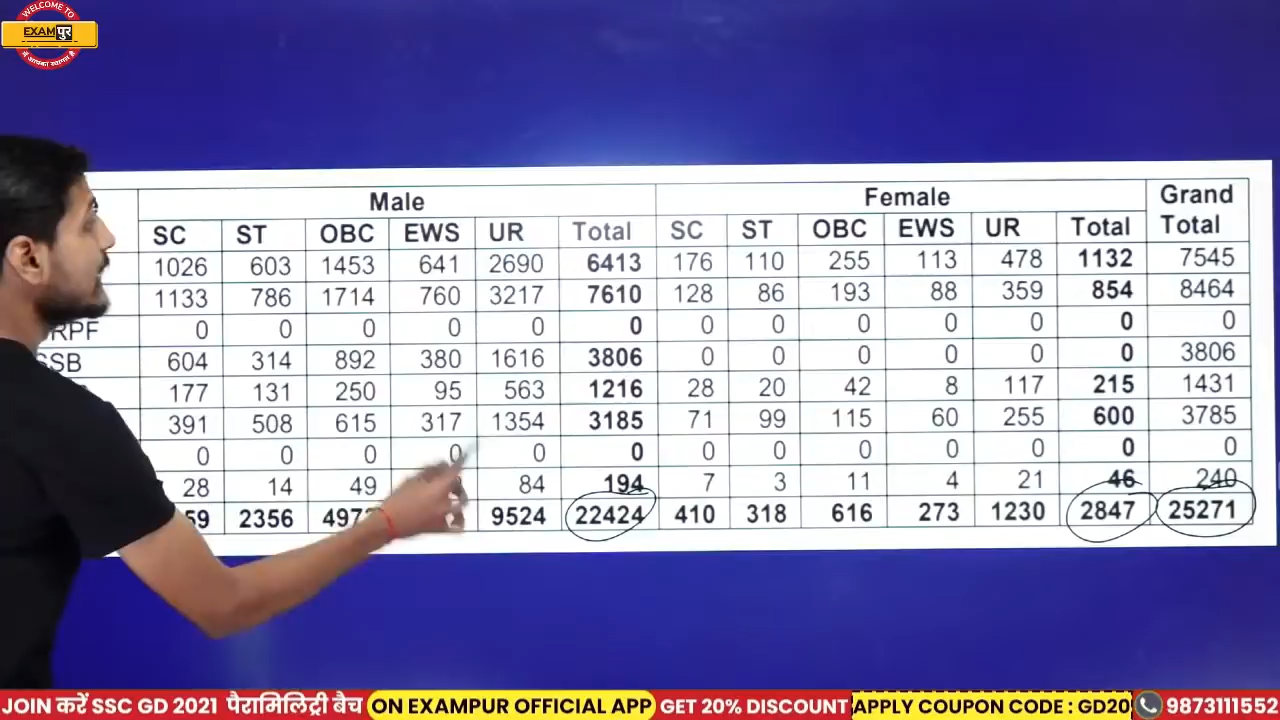 WELCOME TO
EXAMपुर
में आपका स्वागत है
Male Female Grand
SC ST OBC EWS UR Total SC ST OBC EWS UR Total Total
1026 603 1453 641 2690 6413 176 110 255 113 478 1132 7545
1133 786 1714 760 3217 7610 128 86 193 88 359 854 8464
RPF 0 0 0 0 0 0 0 0 0 0 0 0 0
SSB 604 314 892 380 1616 3806 0 0 0 0 0 0 3806
177 131 250 95 563 1216 28 20 42 8 117 215 1431
391 508 615 317 1354 3185 71 99 115 60 255 600 3785
0 0 0 0 0 0 0 0 0 0 0 0 0
28 14 49 84 194 7 3 11 4 21 46 240
59 2356 497 9524 22424 410 318 616 273 1230 2847 25271
JOIN करें SSC GD 2021 पैरामिलिट्री बैच ON EXAMPUR OFFICIAL APP GET 20% DISCOUNT APPLY COUPON CODE : GD20 9873111552